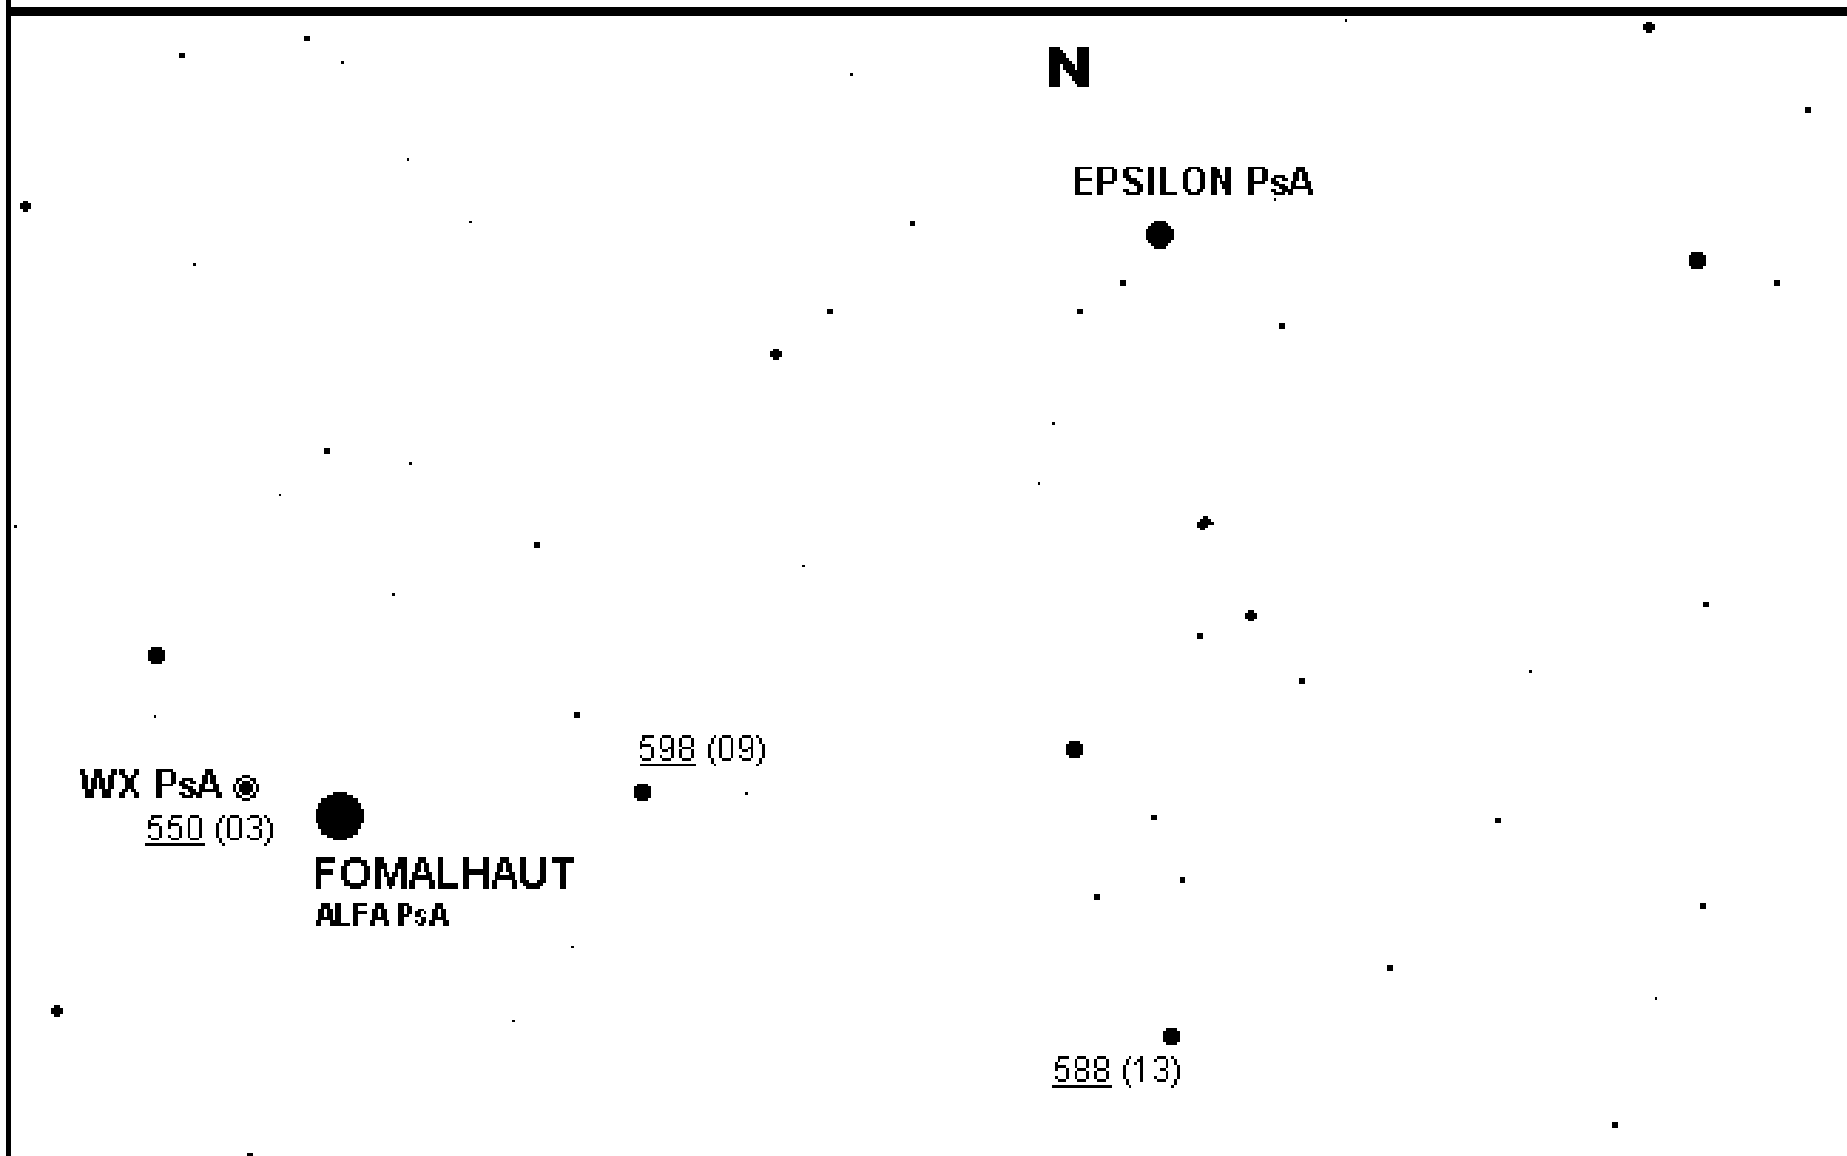 N
EPSILON PsA
598 (09)
WX PsA
550 (03)
FOMALHAUT
ALFA PsA
588 (13)